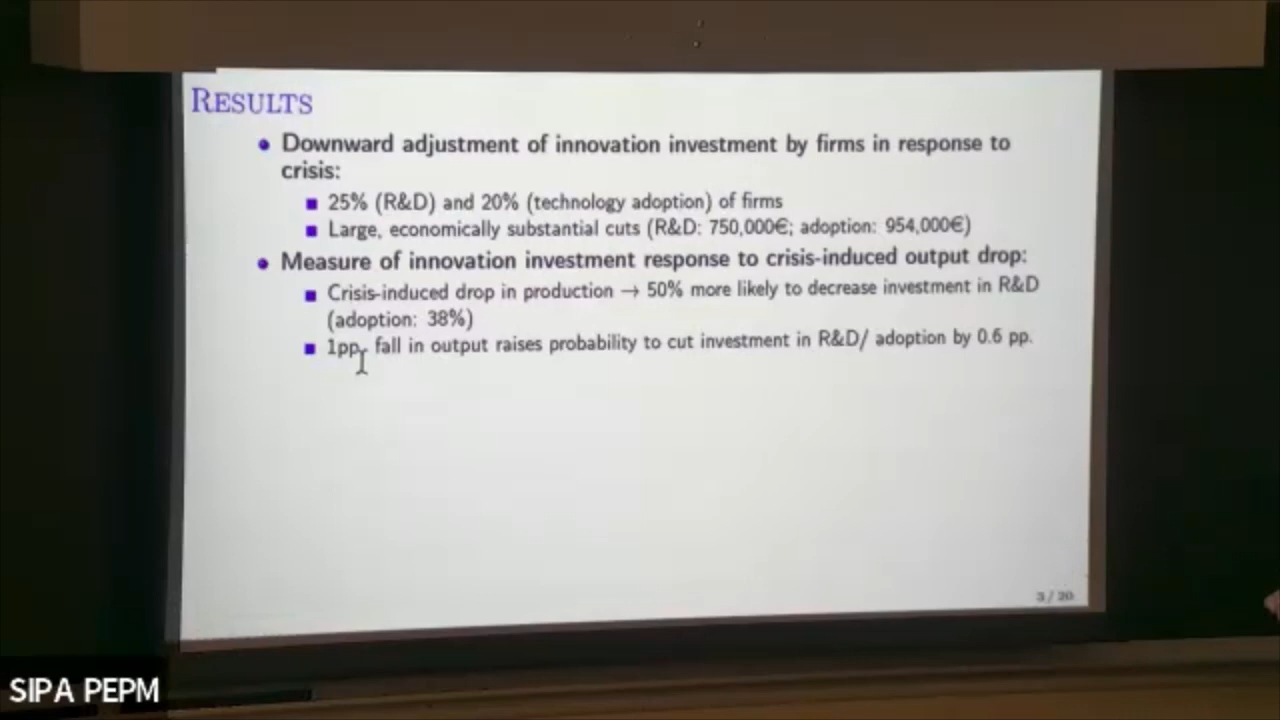 RESULTS
Downward adjustment of innovation investment by firms in response to
crisis:
25% (R&D) and 20% (technology adoption) of firms
Large, economically substantial cuts (R&D: 750,000€; adoption: 954,000€)
Measure of innovation investment response to crisis-induced output drop:
Crisis-induced drop in production → 50% more likely to decrease investment in R&D
(adoption: 38%)
1pp. fall in output raises probability to cut investment in R&D/ adoption by 0.6 pp.
3 / 20
SIPA PEPM